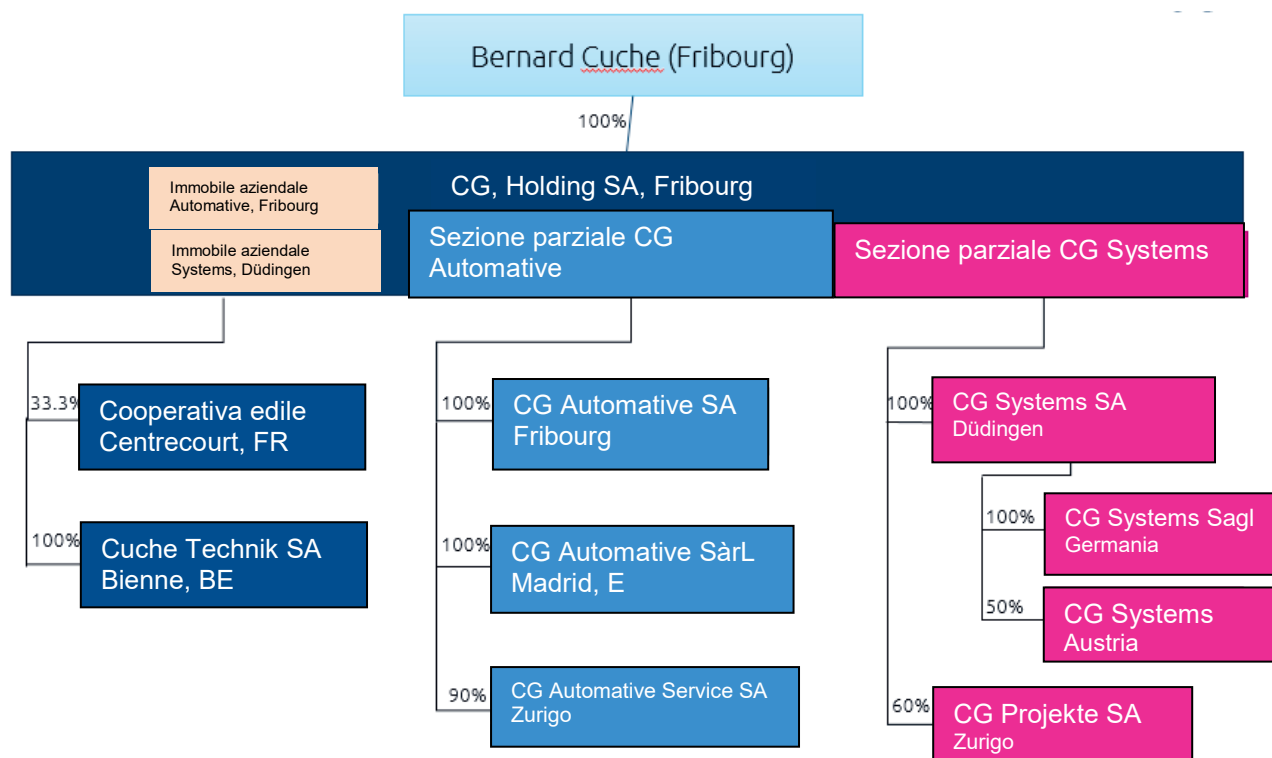 Bernard Cuche (Fribourg)
100%
CG, Holding SA, Fribourg
Immobile aziendale
Automative, Fribourg
Immobile aziendale
Systems, Düdingen
Sezione parziale CG
Automative
Sezione parziale CG Systems
33.3%
Cooperativa edile
Centrecourt, FR
100%
Cuche Technik SA
Bienne, BE
100%
CG Automative SA
Fribourg
100%
CG Automative SàrL
Madrid, E
90%
CG Automative Service SA
Zurigo
100%
CG Systems SA
Düdingen
100%
CG Systems Sagl
Germania
50%
CG Systems
Austria
60%
CG Projekte SA
Zurigo